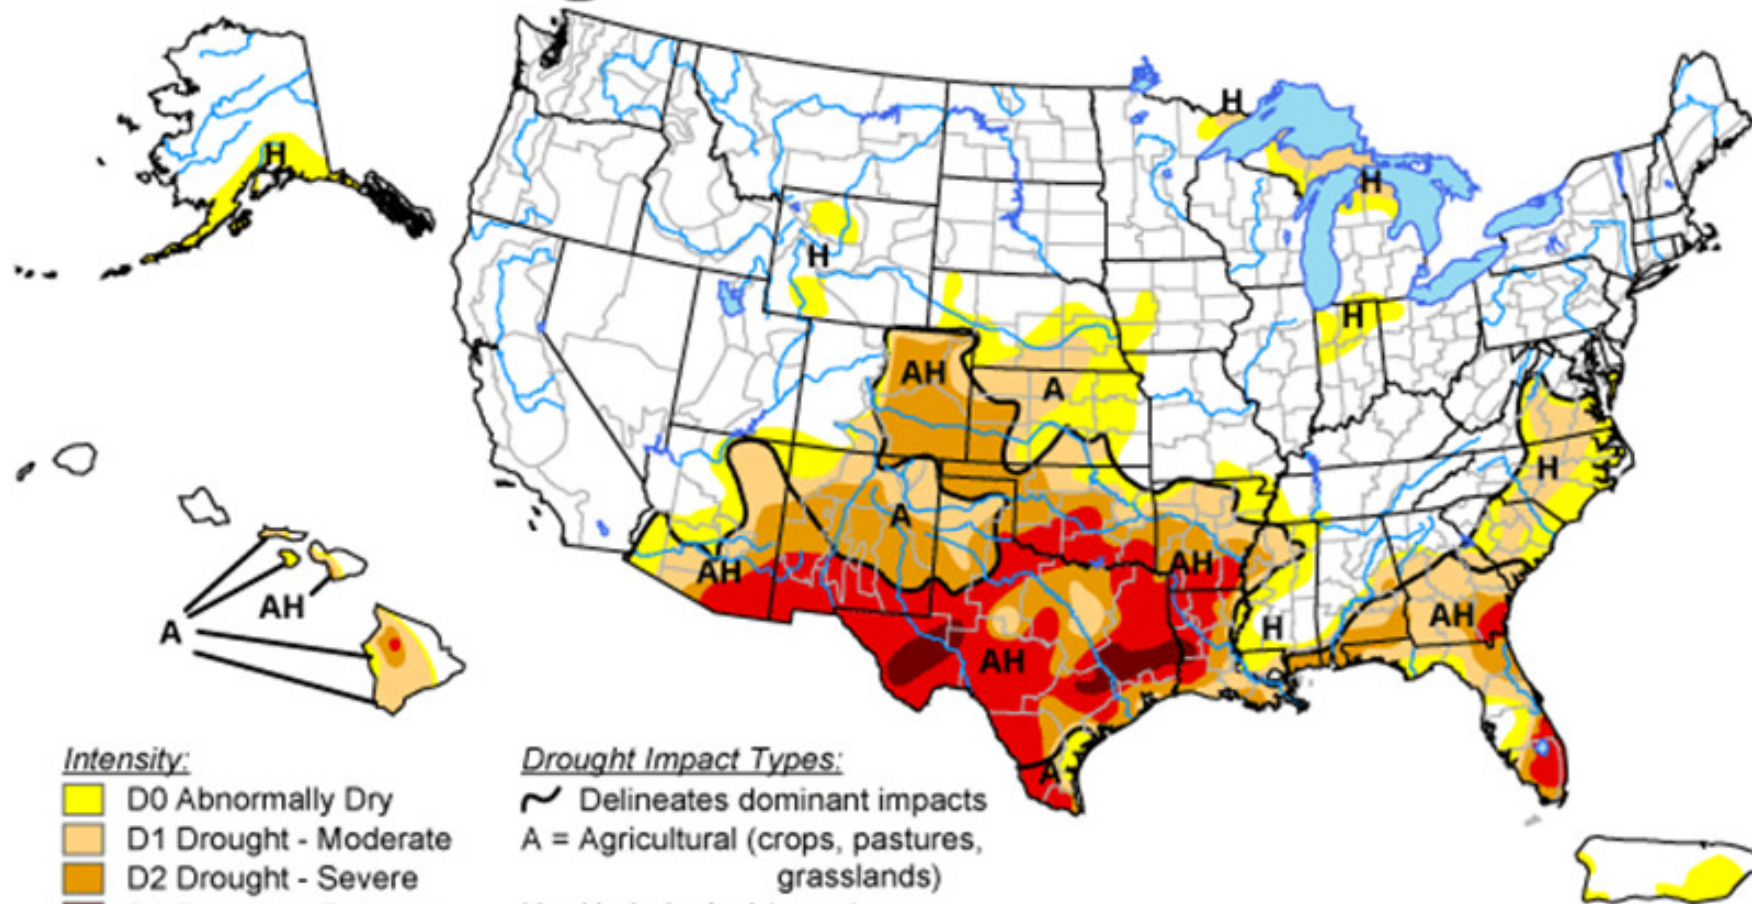 H
H
H
H
H
AH
A
H
A
AH
AH
AH
H
AH
A
AH
A
Intensity:
D0 Abnormally Dry
D1 Drought - Moderate
D2 Drought - Severe
Drought Impact Types:
Delineates dominant impacts
A = Agricultural (crops, pastures,
grasslands)